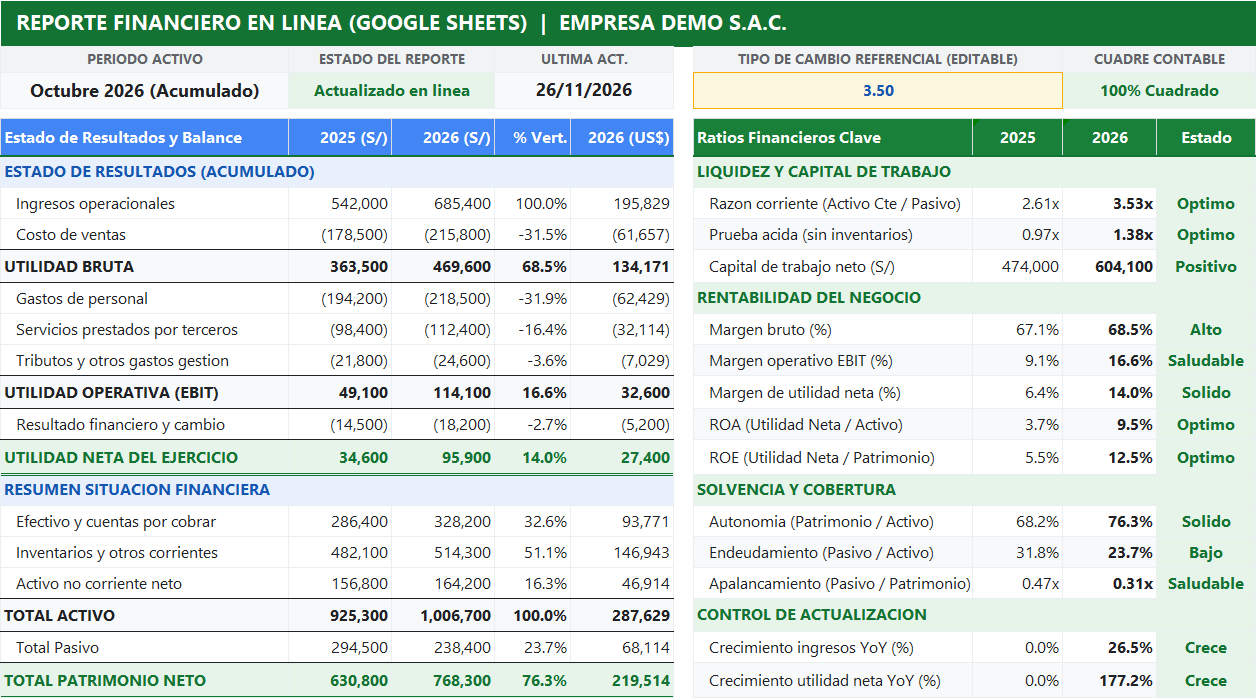 REPORTE FINANCIERO EN LINEA (GOOGLE SHEETS) | EMPRESA DEMO S.A.C.
PERIODO ACTIVO ESTADO DEL REPORTE ULTIMA ACT.
Octubre 2026 (Acumulado) Actualizado en linea 26/11/2026
TIPO DE CAMBIO REFERENCIAL (EDITABLE) CUADRE CONTABLE
3.50 100% Cuadrado
Estado de Resultados y Balance 2025 (S/) 2026 (S/) % Vert. 2026 (US$)
ESTADO DE RESULTADOS (ACUMULADO)
Ingresos operacionales 542,000 685,400 100.0% 195,829
Costo de ventas (178,500) (215,800) -31.5% (61,657)
UTILIDAD BRUTA 363,500 469,600 68.5% 134,171
Gastos de personal (194,200) (218,500) -31.9% (62,429)
Servicios prestados por terceros (98,400) (112,400) -16.4% (32,114)
Tributos y otros gastos gestion (21,800) (24,600) -3.6% (7,029)
UTILIDAD OPERATIVA (EBIT) 49,100 114,100 16.6% 32,600
Resultado financiero y cambio (14,500) (18,200) -2.7% (5,200)
UTILIDAD NETA DEL EJERCICIO 34,600 95,900 14.0% 27,400
RESUMEN SITUACION FINANCIERA
Efectivo y cuentas por cobrar 286,400 328,200 32.6% 93,771
Inventarios y otros corrientes 482,100 514,300 51.1% 146,943
Activo no corriente neto 156,800 164,200 16.3% 46,914
TOTAL ACTIVO 925,300 1,006,700 100.0% 287,629
Total Pasivo 294,500 238,400 23.7% 68,114
TOTAL PATRIMONIO NETO 630,800 768,300 76.3% 219,514
Ratios Financieros Clave 2025 2026 Estado
LIQUIDEZ Y CAPITAL DE TRABAJO
Razon corriente (Activo Cte / Pasivo) 2.61x 3.53x Optimo
Prueba acida (sin inventarios) 0.97x 1.38x Optimo
Capital de trabajo neto (S/) 474,000 604,100 Positivo
RENTABILIDAD DEL NEGOCIO
Margen bruto (%) 67.1% 68.5% Alto
Margen operativo EBIT (%) 9.1% 16.6% Saludable
Margen de utilidad neta (%) 6.4% 14.0% Solido
ROA (Utilidad Neta / Activo) 3.7% 9.5% Optimo
ROE (Utilidad Neta / Patrimonio) 5.5% 12.5% Optimo
SOLVENCIA Y COBERTURA
Autonomia (Patrimonio / Activo) 68.2% 76.3% Solido
Endeudamiento (Pasivo / Activo) 31.8% 23.7% Bajo
Apalancamiento (Pasivo / Patrimonio) 0.47x 0.31x Saludable
CONTROL DE ACTUALIZACION
Crecimiento ingresos YoY (%) 0.0% 26.5% Crece
Crecimiento utilidad neta YoY (%) 0.0% 177.2% Crece